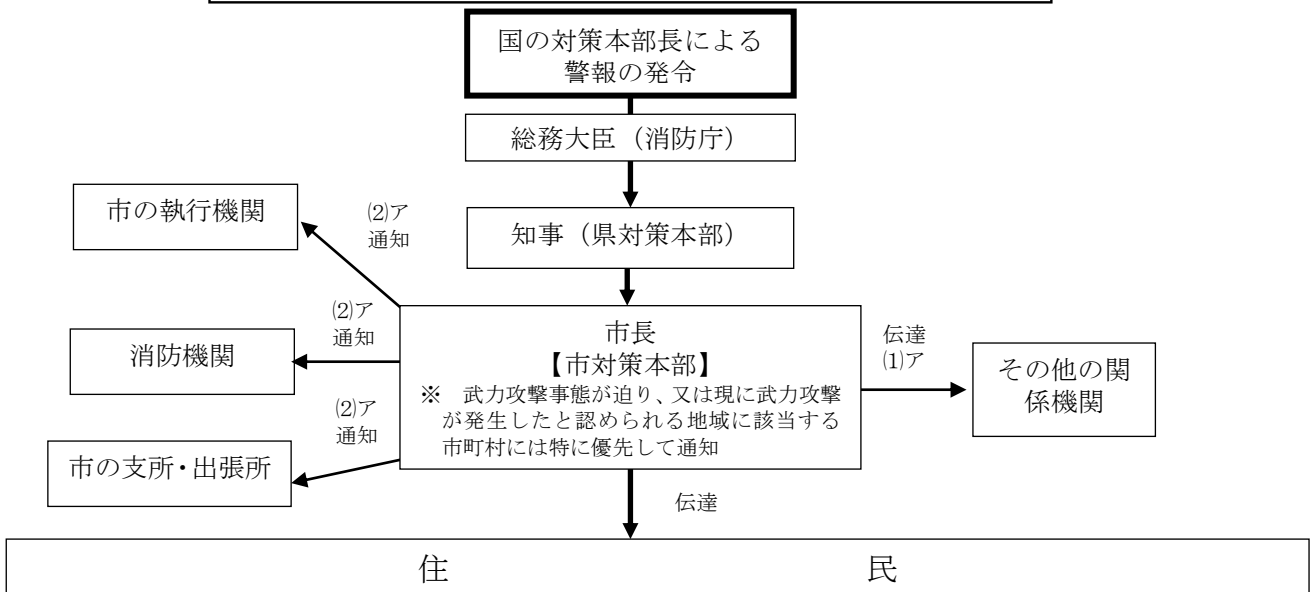 国の対策本部長による
警報の発令
総務大臣（消防庁）
知事（県対策本部）
市の執行機関
⑵ア
通知
消防機関
⑵ア
通知
市の支所・出張所
⑵ア
通知
市長
【市対策本部】
※　武力攻撃事態が迫り、又は現に武力攻撃
が発生したと認められる地域に該当する
市町村には特に優先して通知
伝達
⑴ア
その他の関
係機関
伝達
住　民